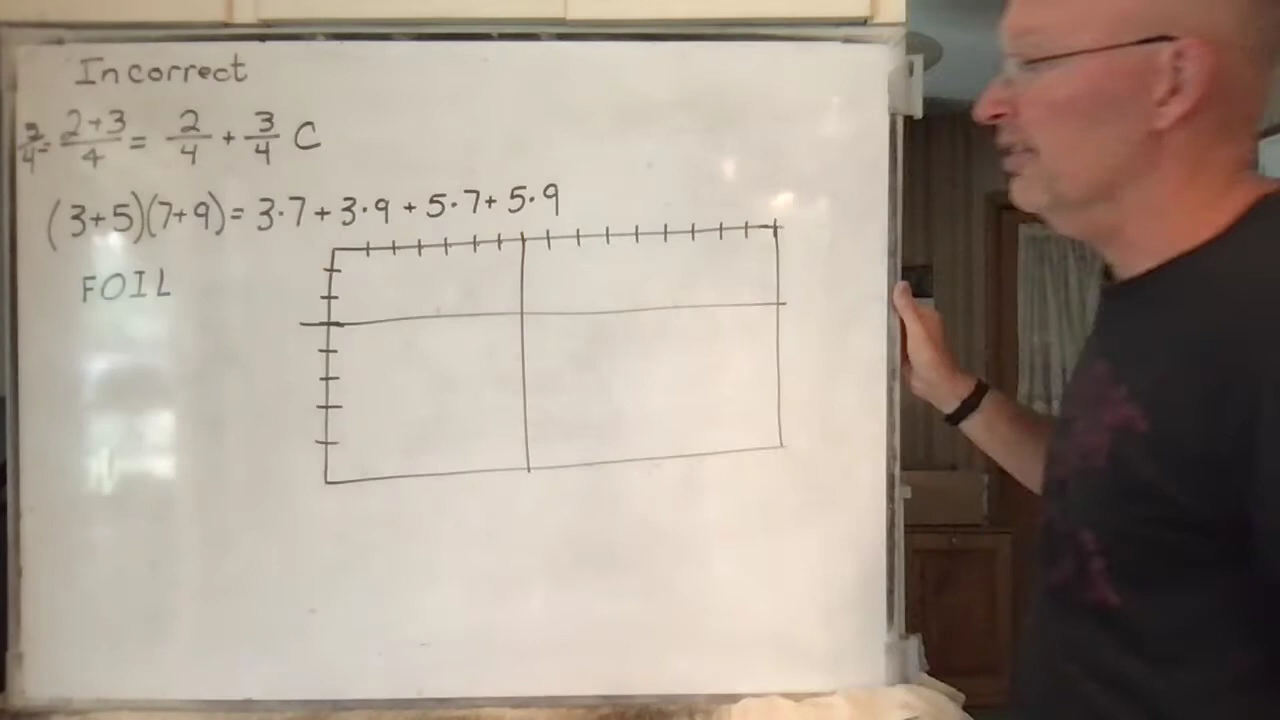 Incorrect
3/4 = (2+3)/4 = 2/4 + 3/4 C
(3+5)(7+9) = 3·7 + 3·9 + 5·7 + 5·9
FOIL